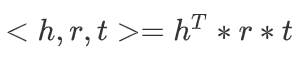 < h, r, t >= h^T * r * t